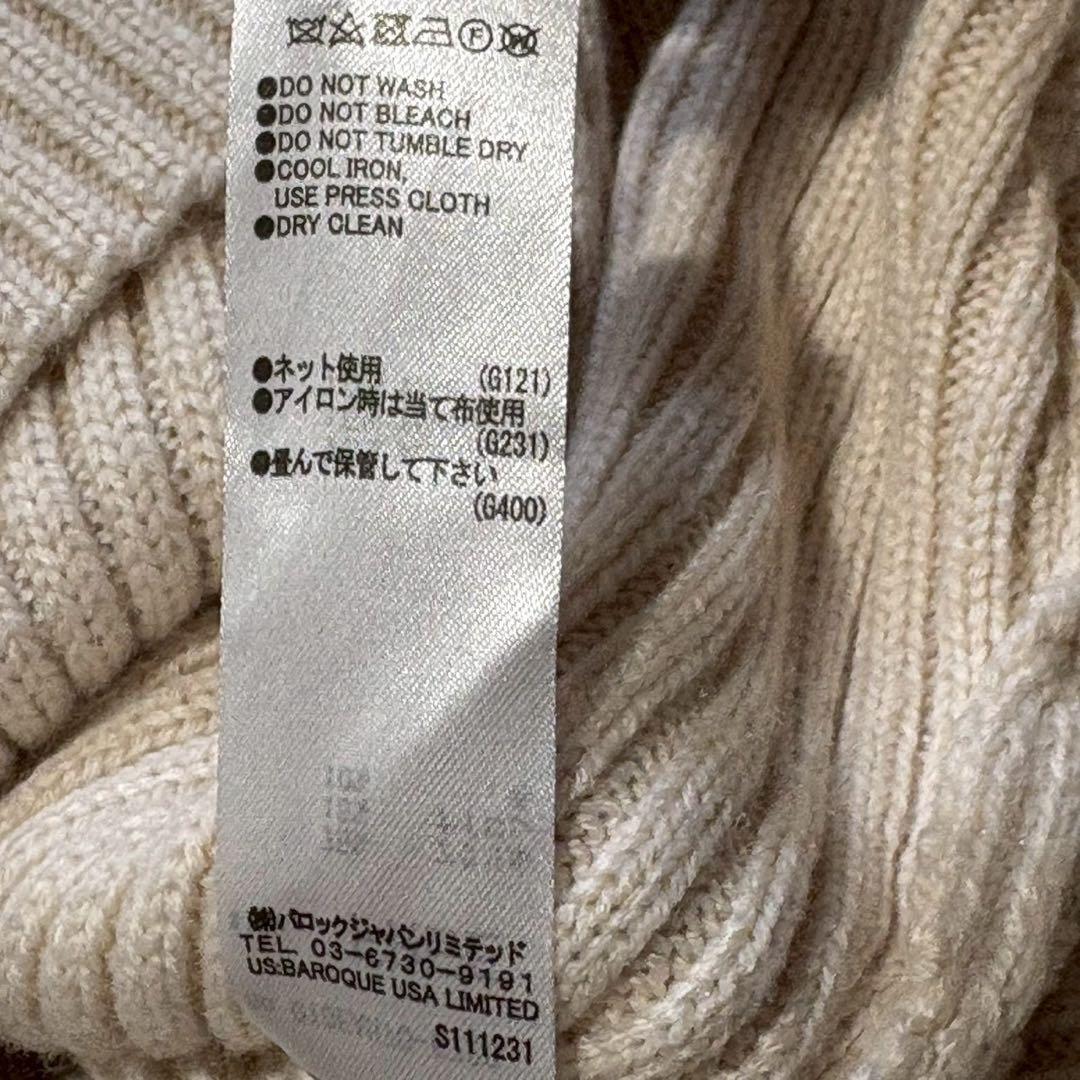 ●DO NOT WASH
●DO NOT BLEACH
●DO NOT TUMBLE DRY
●COOL IRON,
USE PRESS CLOTH
●DRY CLEAN
●ネット使用 (G121)
●アイロン時は当て布使用
(G231)
●畳んで保管して下さい
(G400)
㈱バロックジャパンリミテッド
TEL. 03-6730-9191
US:BAROQUE USA LIMITED
S111231